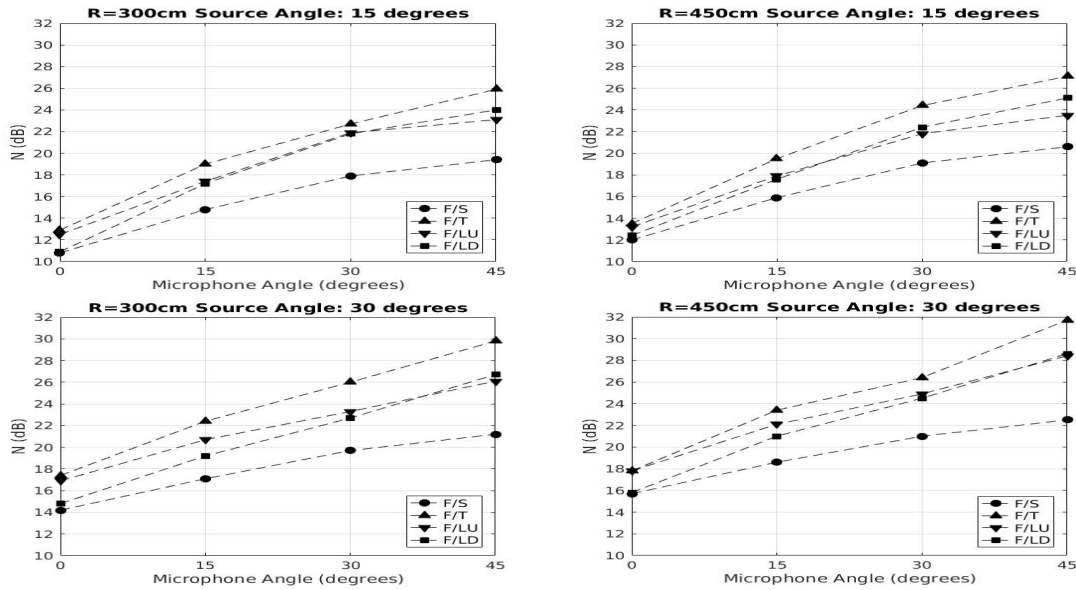 R=300cm Source Angle: 15 degrees
32
30
28
26
24
22
20
18
16
14
12
10
N (dB)
0 15 30 45
Microphone Angle (degrees)
F/S
F/T
F/LU
F/LD
R=450cm Source Angle: 15 degrees
32
30
28
26
24
22
20
18
16
14
12
10
N (dB)
0 15 30 45
Microphone Angle (degrees)
F/S
F/T
F/LU
F/LD
R=300cm Source Angle: 30 degrees
32
30
28
26
24
22
20
18
16
14
12
10
N (dB)
0 15 30 45
Microphone Angle (degrees)
F/S
F/T
F/LU
F/LD
R=450cm Source Angle: 30 degrees
32
30
28
26
24
22
20
18
16
14
12
10
N (dB)
0 15 30 45
Microphone Angle (degrees)
F/S
F/T
F/LU
F/LD